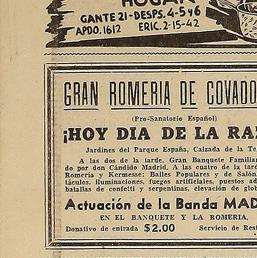 HOGAR
GANTE 21-DESPS. 4-5 y 6
APDO. 1612 ERIC. 2-15-42
GRAN ROMERIA DE COVADO
(Pro-Sanatorio Español)
¡HOY DIA DE LA RA
Jardines del Parque España, Calzada de la Te
A las dos de la tarde, Gran Banquete Familia
do por don Cándido Madrid, A las cuatro de la tar
Romería y Kermesse: Bailes Populares y de Salón
táculos, iluminaciones, fuegos artificiales, puestos ad
batallas de confetti y serpentinas, elevación de glob
Actuación de la Banda MAD
EN EL BANQUETE Y LA ROMERIA,
Donativo de entrada $2.00 Servicio de Rest